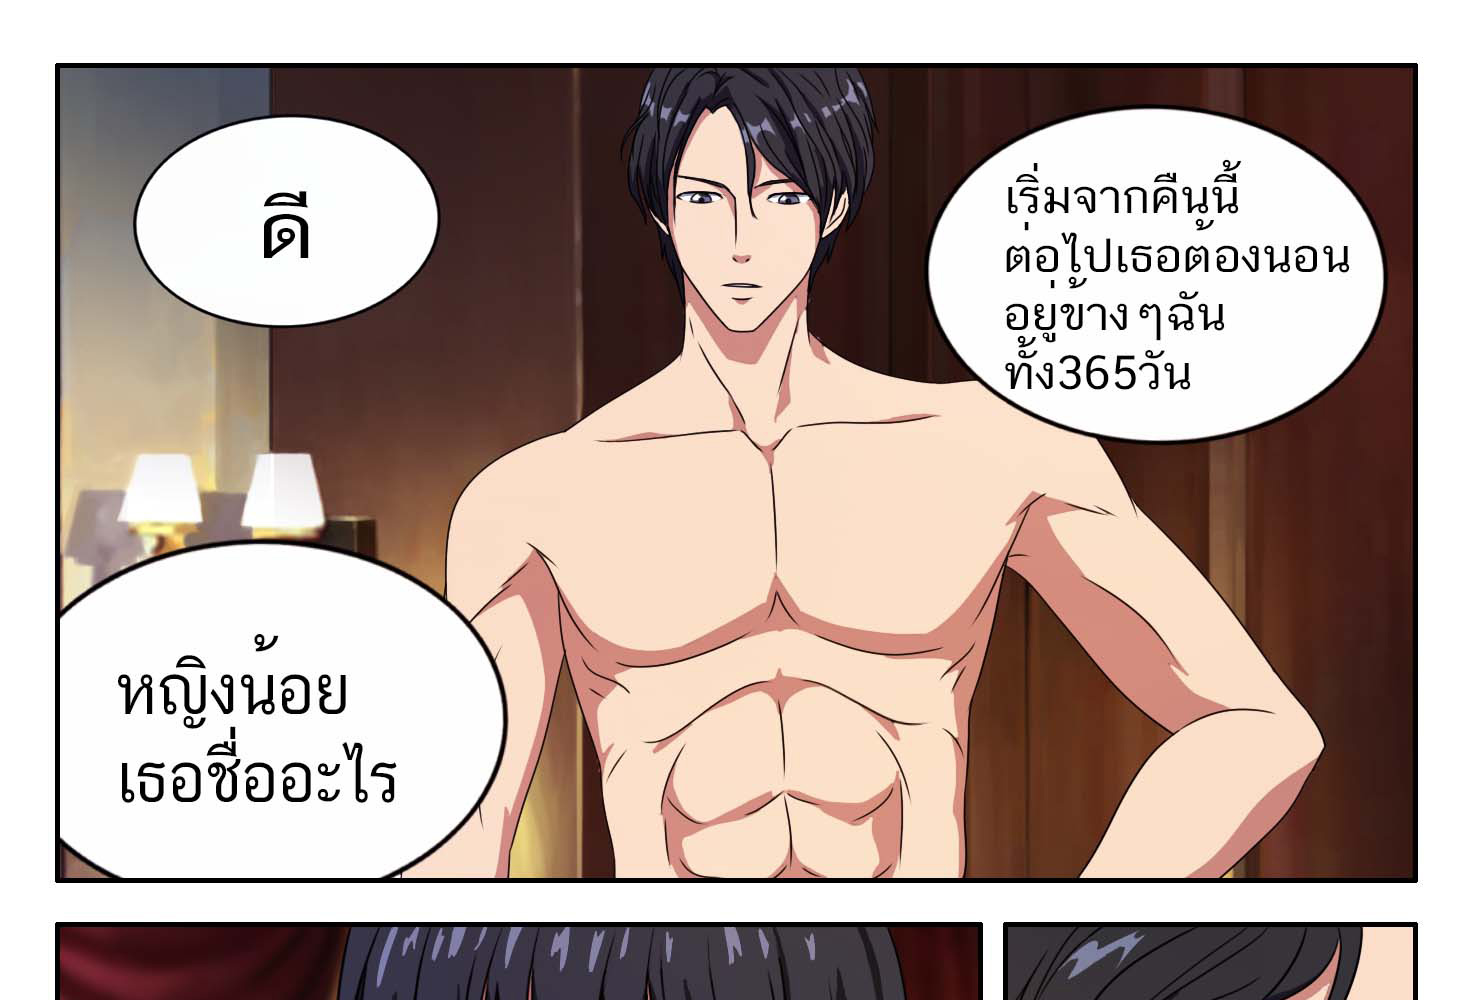 ดี
เริ่มจากคืนนี้
ต่อไปเธอต้องนอน
อยู่ข้าง ๆฉัน
ทั้ง365วัน
หญิงน้อย
เธอชื่ออะไร